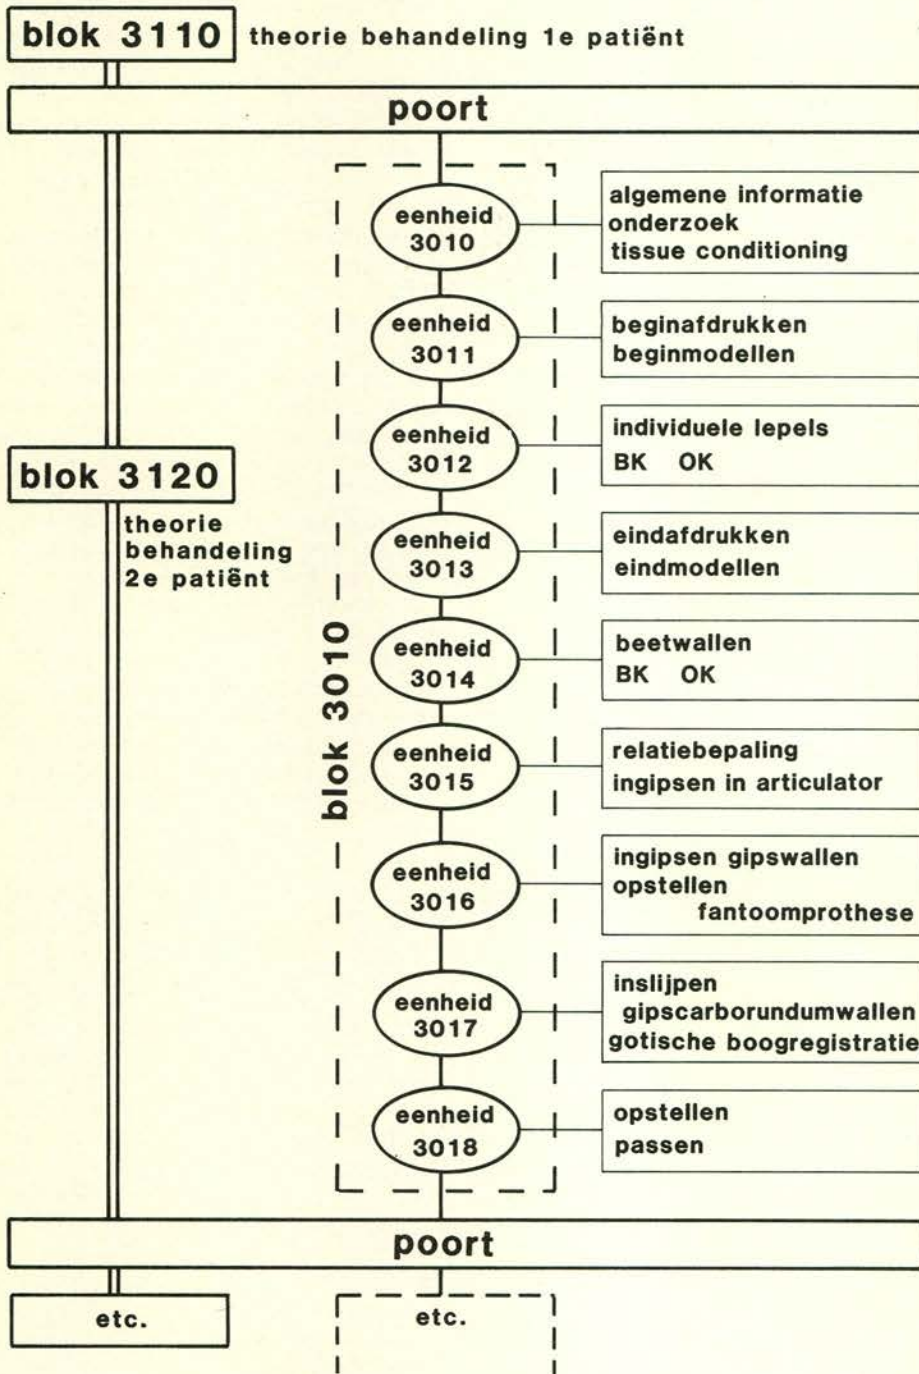 blok 3110 theorie behandeling 1e patiënt
poort
eenheid
3010
algemene informatie
onderzoek
tissue conditioning
eenheid
3011
beginafdrukken
beginmodellen
eenheid
3012
individuele lepels
BK OK
blok 3120
theorie
behandeling
2e patiënt
eenheid
3013
eindafdrukken
eindmodellen
blok 3010
eenheid
3014
beetwallen
BK OK
eenheid
3015
relatiebepaling
ingipsen in articulator
eenheid
3016
ingipsen gipswallen
opstellen
fantoomprothese
eenheid
3017
inslijpen
gipscarborundumwallen
gotische boogregistratie
eenheid
3018
opstellen
passen
poort
etc.
etc.